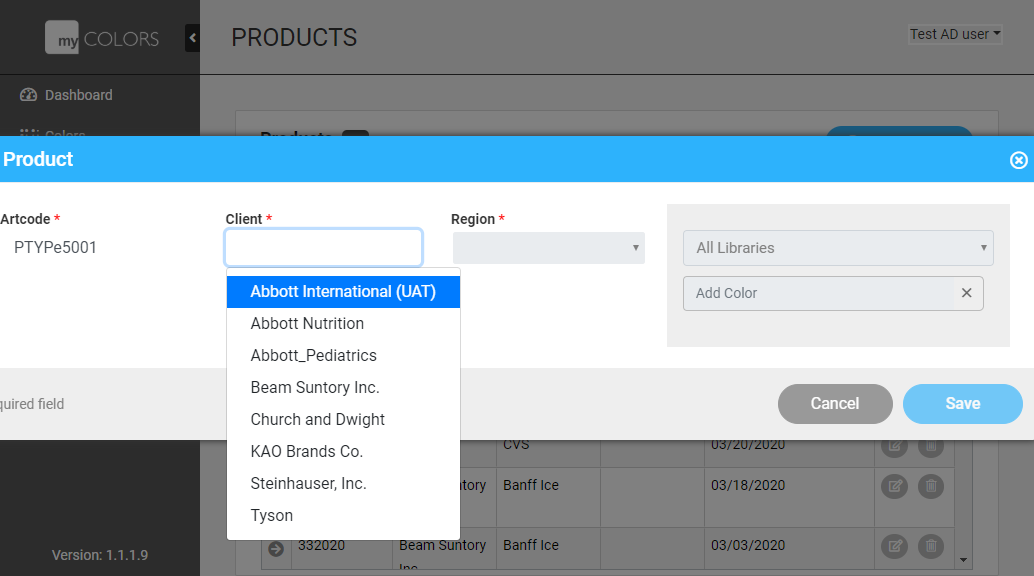 my COLORS
PRODUCTS
Test AD user
Dashboard
Colors
Products
Product
Artcode *
Client *
Region *
PTYPe5001
All Libraries
Add Color
Abbott International (UAT)
Abbott Nutrition
Abbott_Pediatrics
Beam Suntory Inc.
Church and Dwight
KAO Brands Co.
Steinhauser, Inc.
Tyson
quired field
Cancel
Save
CVS
03/20/2020
ntory
Banff Ice
03/18/2020
332020
Beam Suntory
Inc.
Banff Ice
03/03/2020
Version: 1.1.1.9